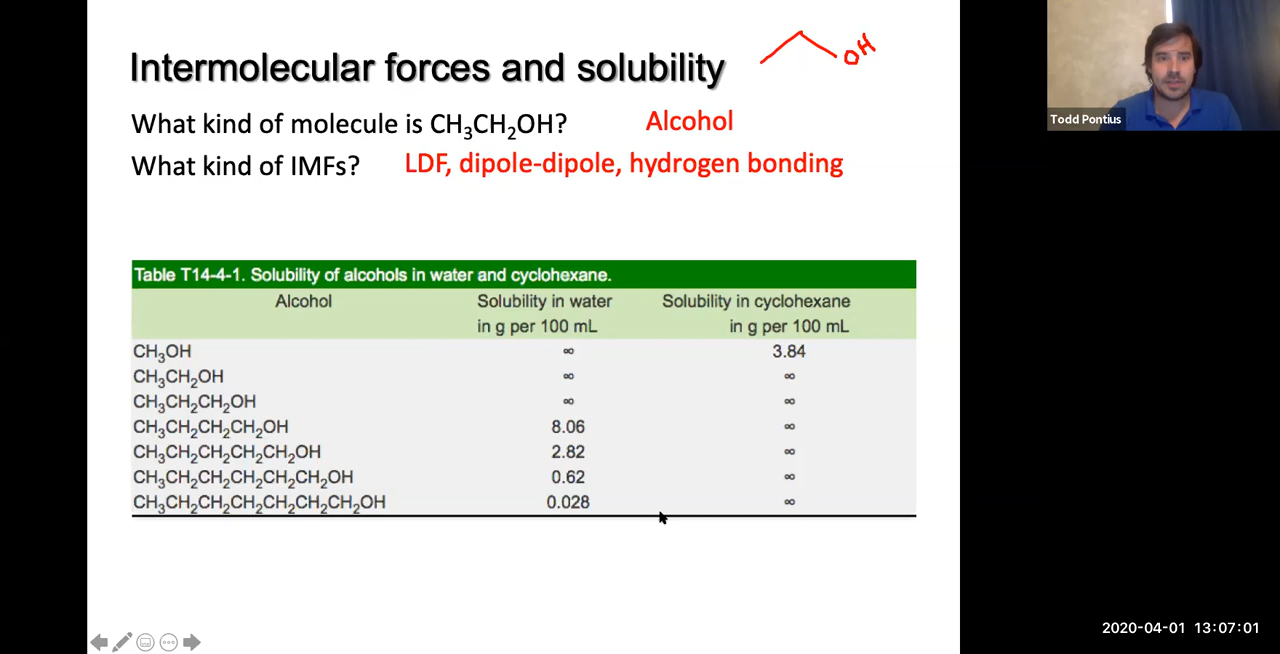 Intermolecular forces and solubility
OH
What kind of molecule is CH₃CH₂OH? Alcohol
What kind of IMFs? LDF, dipole-dipole, hydrogen bonding
Table T14-4-1. Solubility of alcohols in water and cyclohexane.
Alcohol Solubility in water Solubility in cyclohexane
in g per 100 mL in g per 100 mL
CH₃OH ∞ 3.84
CH₃CH₂OH ∞ ∞
CH₃CH₂CH₂OH ∞ ∞
CH₃CH₂CH₂CH₂OH 8.06 ∞
CH₃CH₂CH₂CH₂CH₂OH 2.82 ∞
CH₃CH₂CH₂CH₂CH₂CH₂OH 0.62 ∞
CH₃CH₂CH₂CH₂CH₂CH₂CH₂OH 0.028 ∞
Todd Pontius
2020-04-01 13:07:01